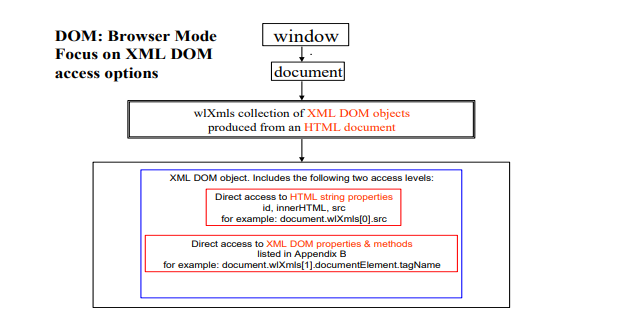 DOM: Browser Mode
Focus on XML DOM
access options
window
document
wlXmls collection of XML DOM objects
produced from an HTML document
XML DOM object. Includes the following two access levels:
Direct access to HTML string properties
id, innerHTML, src
for example: document.wlXmls[0].src
Direct access to XML DOM properties & methods
listed in Appendix B
for example: document.wlXmls[1].documentElement.tagName